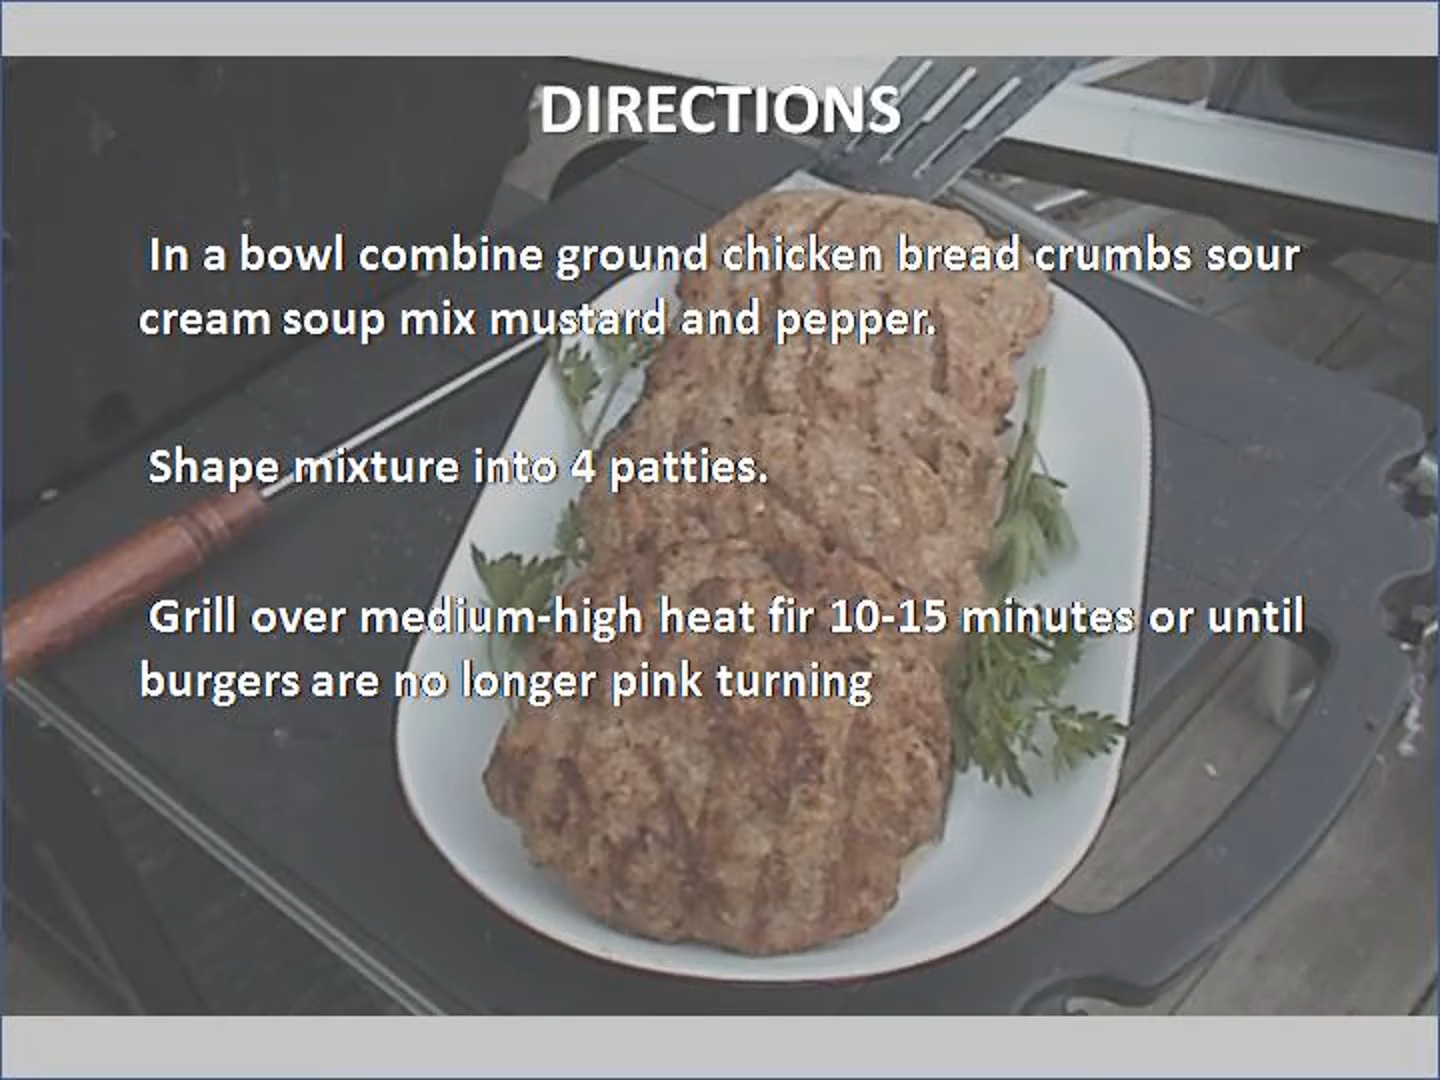 DIRECTIONS
In a bowl combine ground chicken bread crumbs sour
cream soup mix mustard and pepper.
Shape mixture into 4 patties.
Grill over medium-high heat fir 10-15 minutes or until
burgers are no longer pink turning